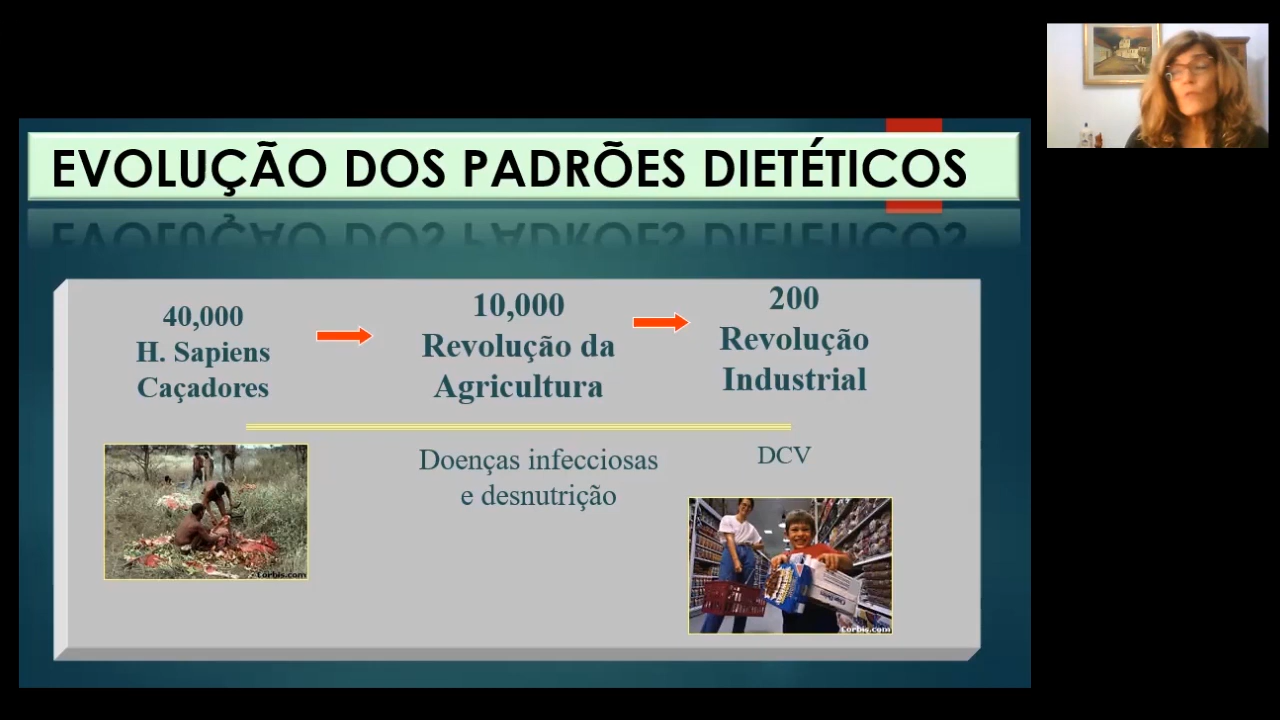 EVOLUÇÃO DOS PADRÕES DIETÉTICOS
40,000
H. Sapiens
Caçadores
10,000
Revolução da
Agricultura
200
Revolução
Industrial
Doenças infecciosas
e desnutrição
DCV
Corbis.com
Corbis.com